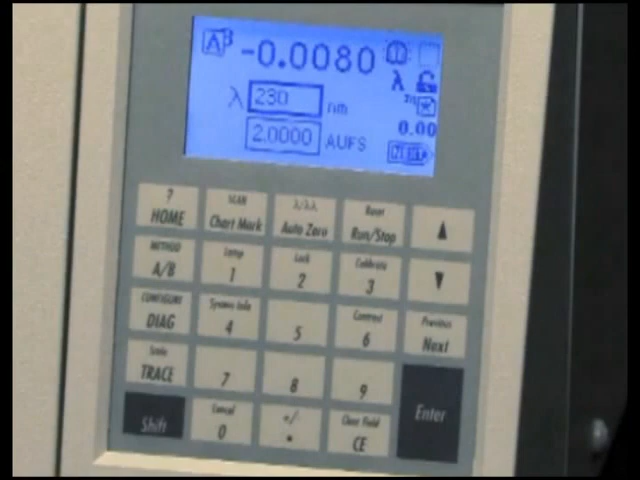 -0.0080
λ 230 nm
0.00
2.0000 AUFS
? SCAN λ/λλ Reset
HOME Chart Mark Auto Zero Run/Stop ▲
METHOD Lamp Lock Calibrate
A/B 1 2 3 ▼
CONFIGURE System Info Contrast Previous
DIAG 4 5 6 Next
Scale
TRACE 7 8 9
Cancel +/- Clear Field Enter
Shift 0 . CE